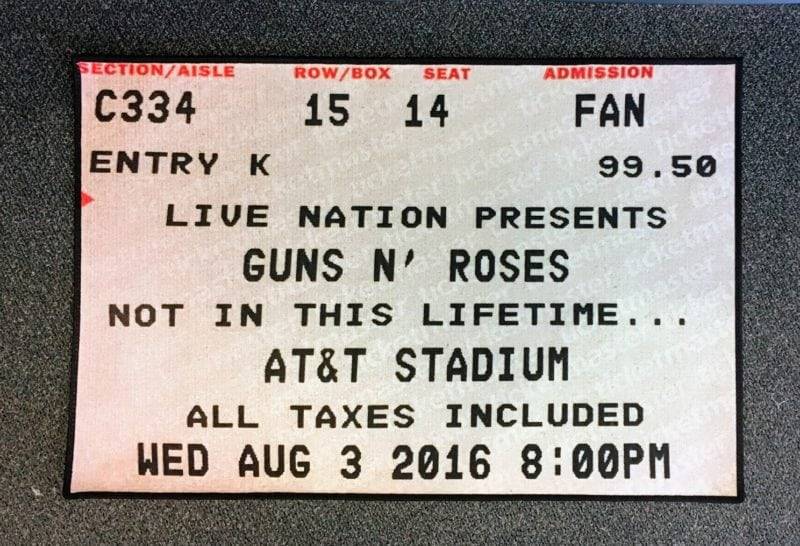 SECTION/AISLE ROW/BOX SEAT ADMISSION
C334 15 14 FAN
ENTRY K 99.50
LIVE NATION PRESENTS
GUNS N' ROSES
NOT IN THIS LIFETIME...
AT&T STADIUM
ALL TAXES INCLUDED
WED AUG 3 2016 8:00PM
ticketmaster